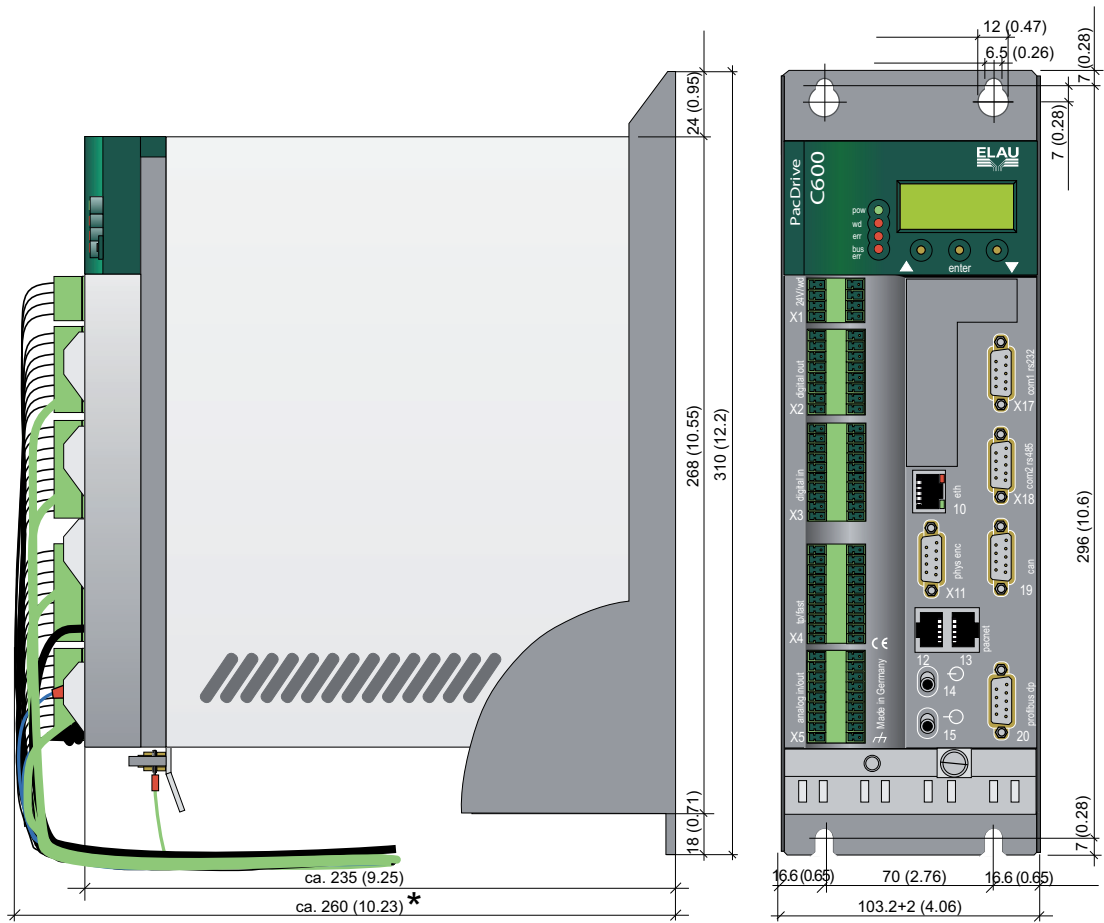 24 (0.95)
268 (10.55)
310 (12.2)
18 (0.71)
ca. 235 (9.25)
ca. 260 (10.23)*
12 (0.47)
6.5 (0.26)
7 (0.28)
7 (0.28)
296 (10.6)
7 (0.28)
16.6 (0.65)
70 (2.76)
16.6 (0.65)
103.2+2 (4.06)
PacDrive
C600
ELAU
pow
wd
err
bus
err
enter
24V/wd
X1
digital out
X2
digital in
X3
tp/fast
X4
analog in/out
X5
com1 rs232
X17
com2 rs485
X18
eth
10
phys enc
X11
can
19
pacnet
12
13
14
15
profibus dp
20
CE
Made in Germany